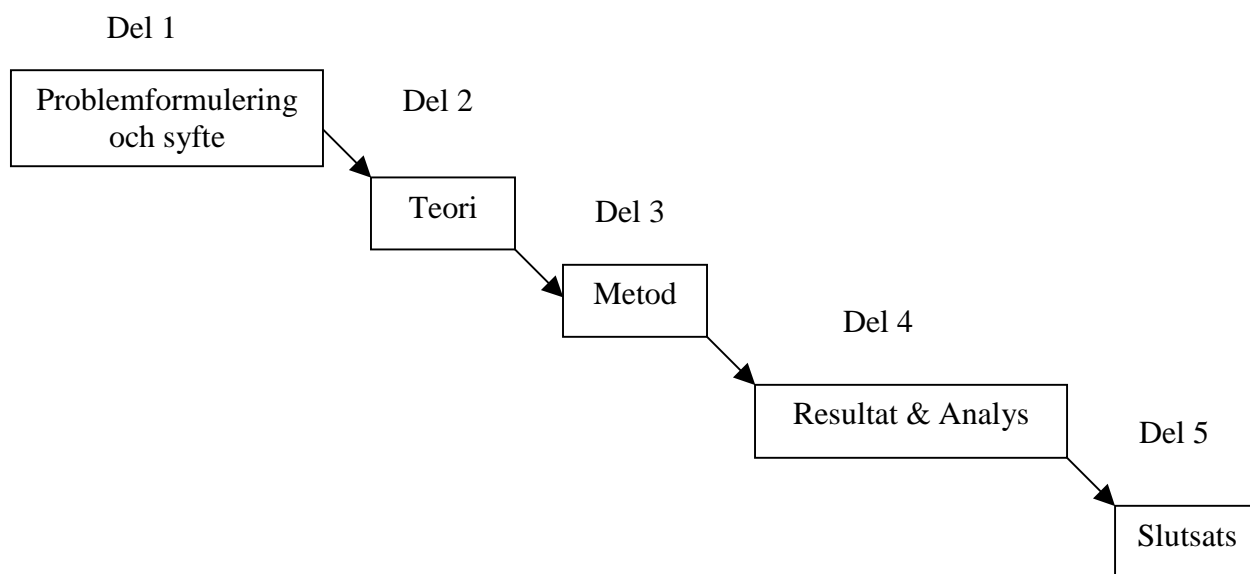 Del 1
Problemformulering
och syfte
Del 2
Teori
Del 3
Metod
Del 4
Resultat & Analys
Del 5
Slutsats